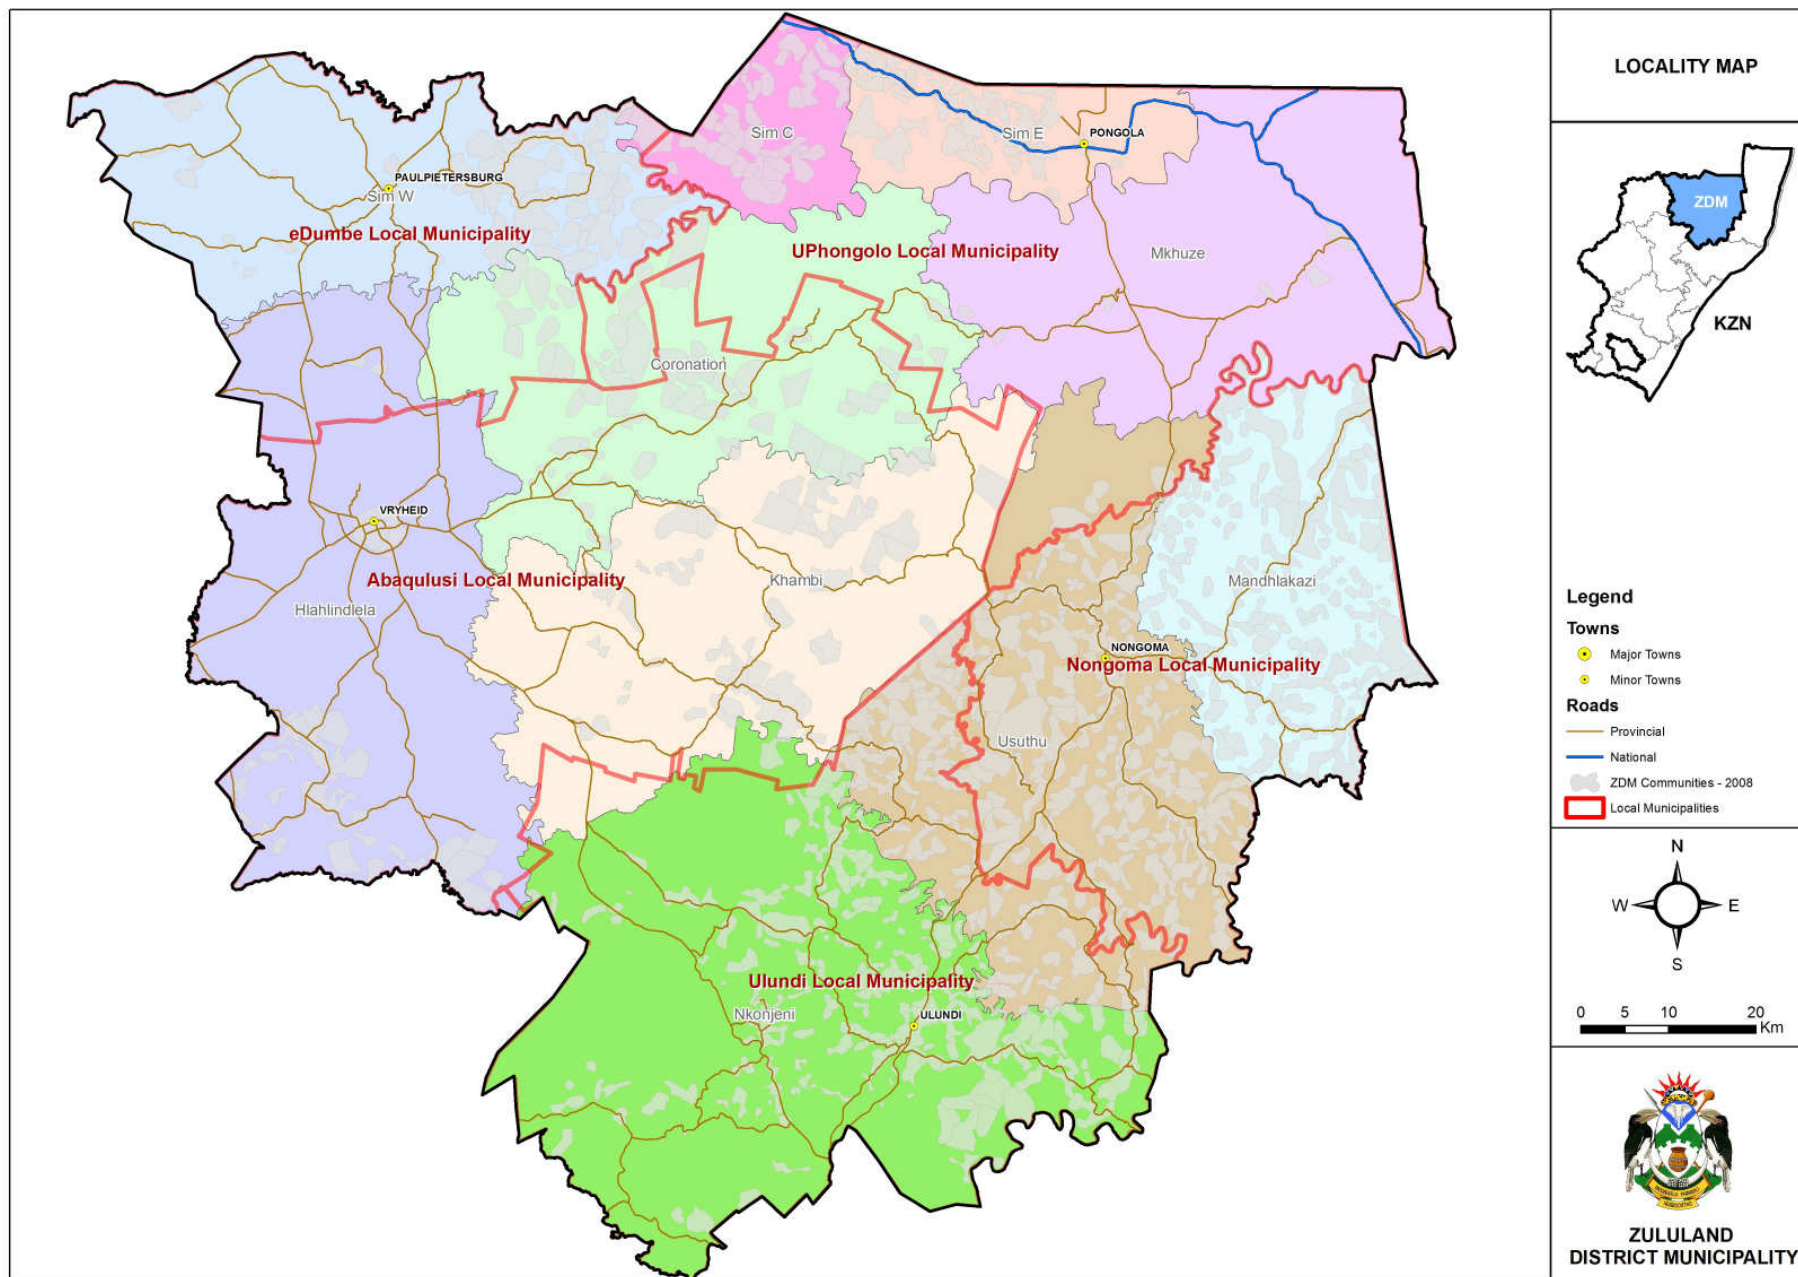 LOCALITY MAP
ZDM
KZN
Sim C
Sim E
PONGOLA
PAULPIETERSBURG
Sim W
eDumbe Local Municipality
UPhongolo Local Municipality
Mkhuze
Coronation
VRYHEID
Abaqulusi Local Municipality
Khambi
Mandhlakazi
Hlahlindlela
NONGOMA
Nongoma Local Municipality
Usuthu
Ulundi Local Municipality
Nkonjeni
ULUNDI
Legend
Towns
Major Towns
Minor Towns
Roads
Provincial
National
ZDM Communities - 2008
Local Municipalities
N
W E
S
0 5 10 20
Km
ZULULAND
DISTRICT MUNICIPALITY